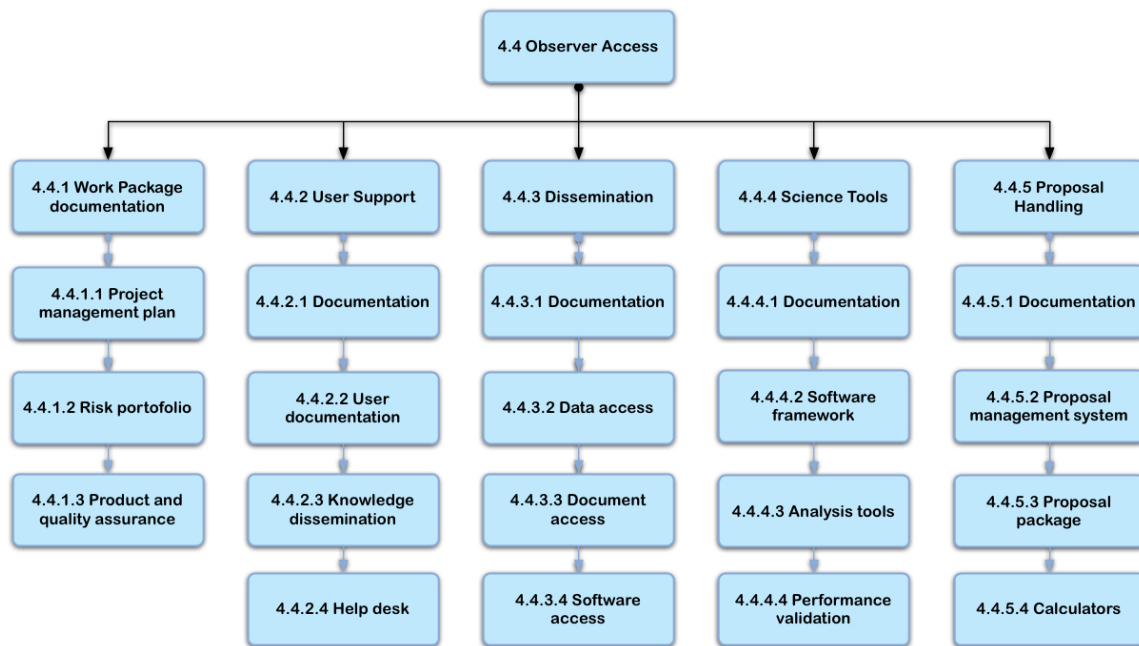 4.4 Observer Access
4.4.1 Work Package
documentation
4.4.2 User Support
4.4.3 Dissemination
4.4.4 Science Tools
4.4.5 Proposal
Handling
4.4.1.1 Project
management plan
4.4.2.1 Documentation
4.4.3.1 Documentation
4.4.4.1 Documentation
4.4.5.1 Documentation
4.4.1.2 Risk portofolio
4.4.2.2 User
documentation
4.4.3.2 Data access
4.4.4.2 Software
framework
4.4.5.2 Proposal
management system
4.4.1.3 Product and
quality assurance
4.4.2.3 Knowledge
dissemination
4.4.3.3 Document
access
4.4.4.3 Analysis tools
4.4.5.3 Proposal
package
4.4.2.4 Help desk
4.4.3.4 Software
access
4.4.4.4 Performance
validation
4.4.5.4 Calculators